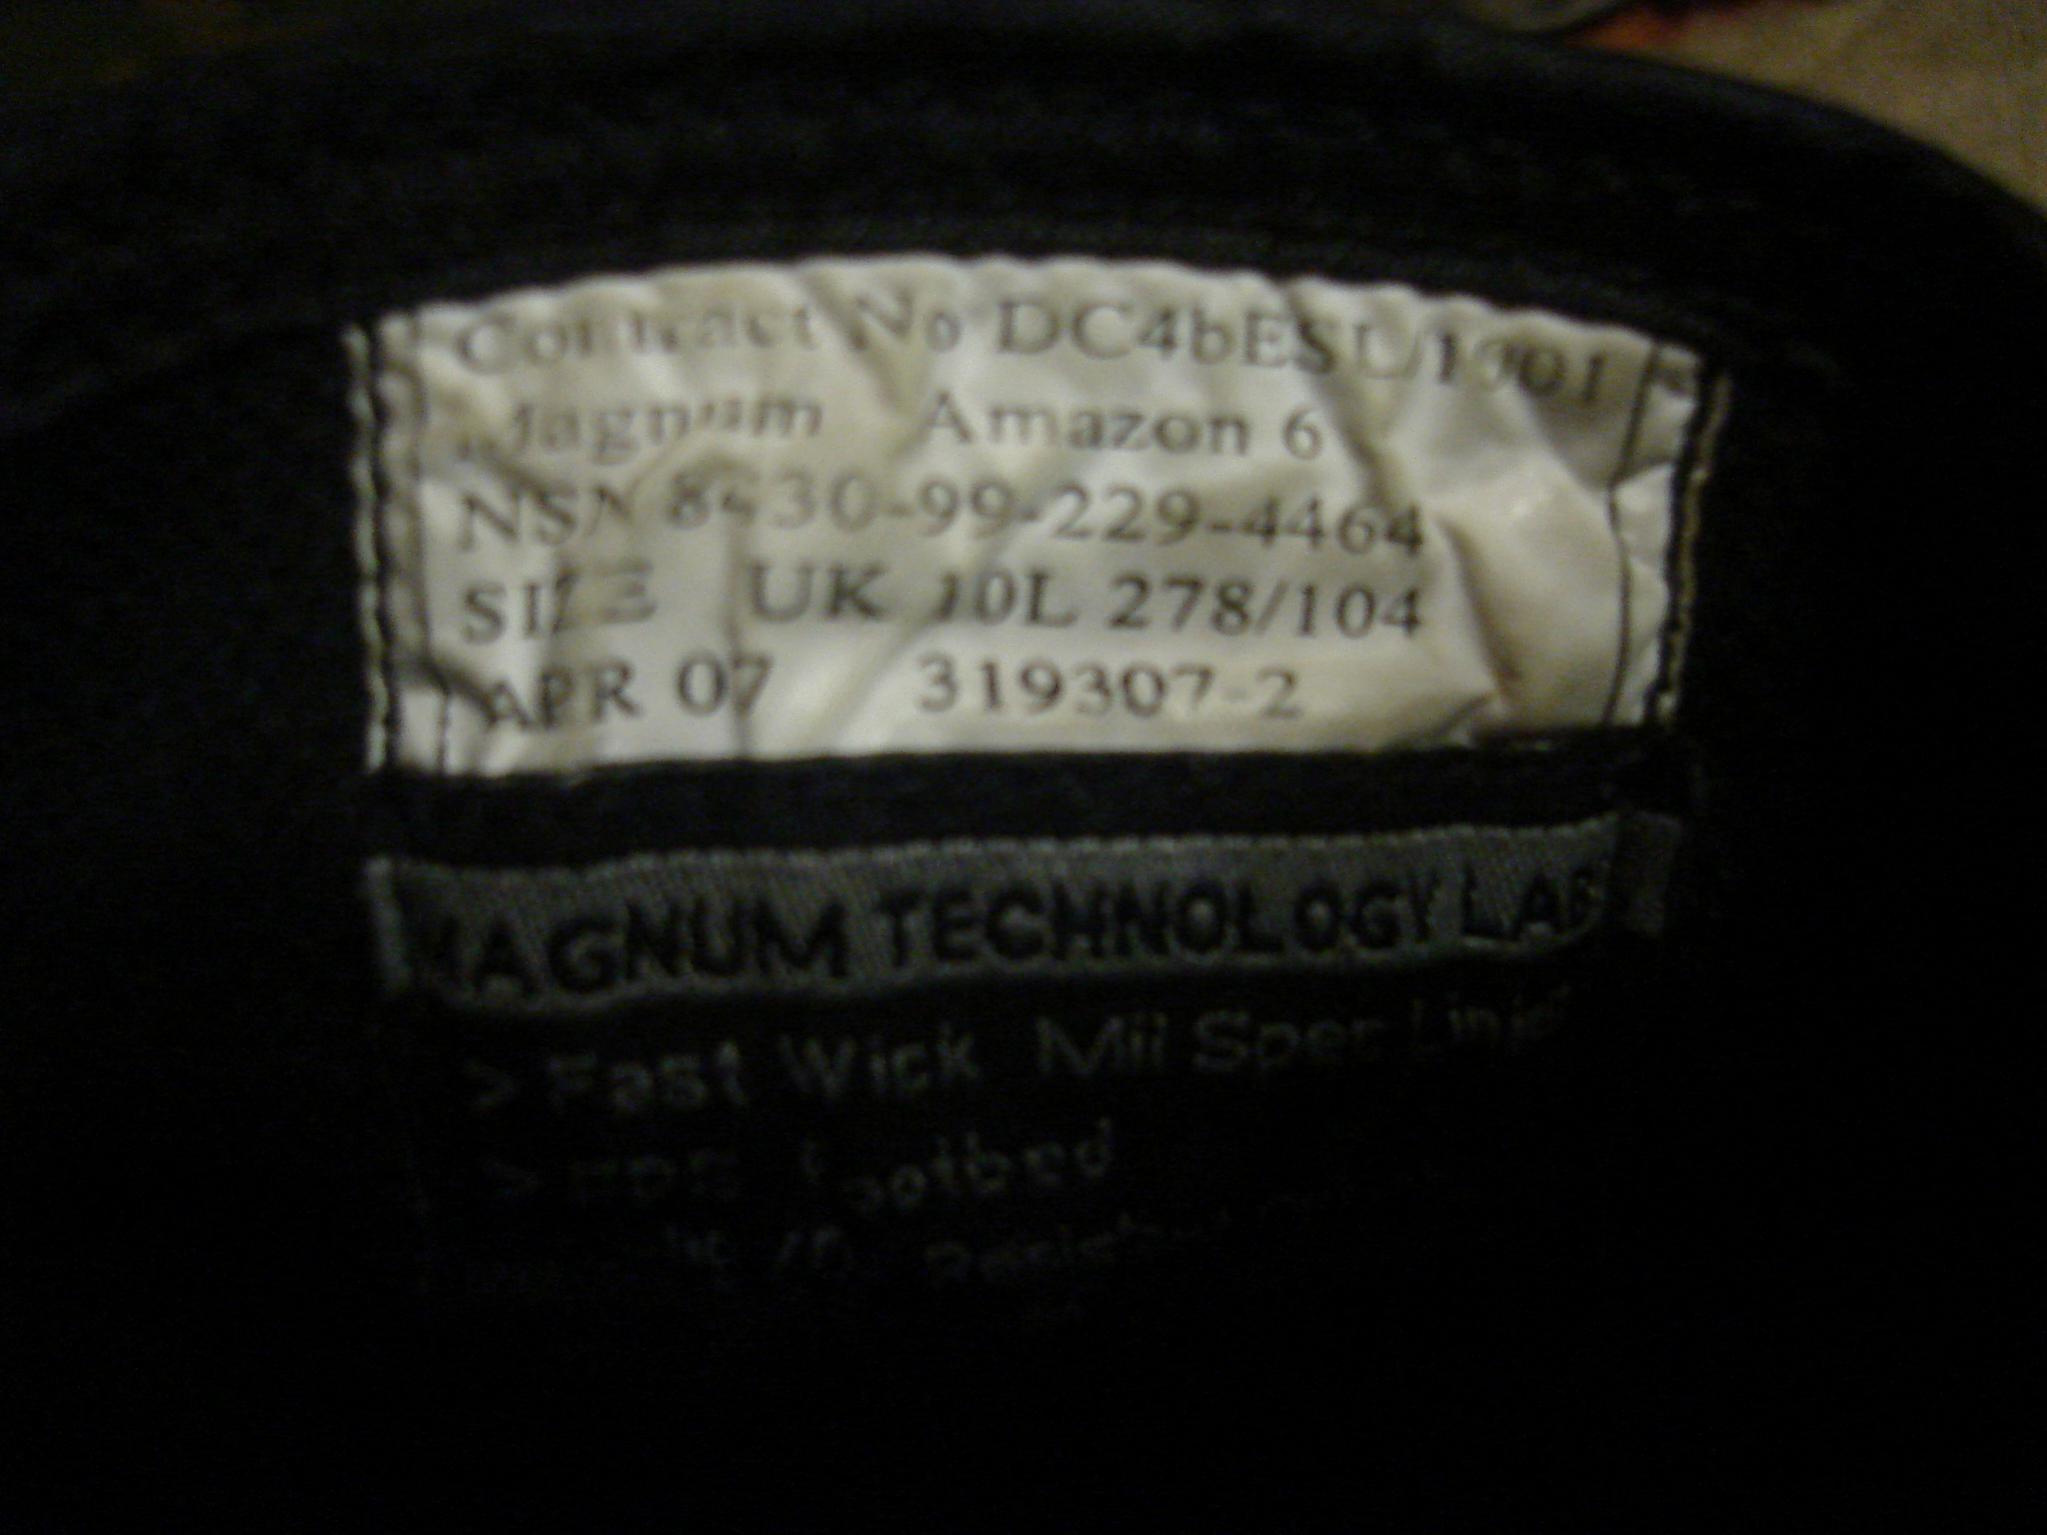 Contract No DC4bESL/1001
Magnum Amazon 6
NSN 8430-99-229-4464
SIZE UK 10L 278/104
APR 07 319307-2
MAGNUM TECHNOLOGY LAB
> Fast Wick Mil Spec Lining
> footbed